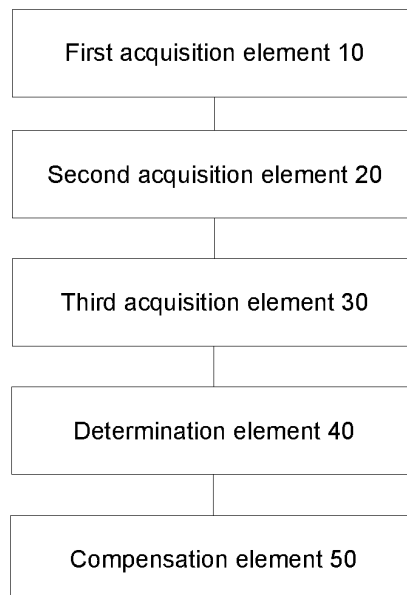 First acquisition element 10
Second acquisition element 20
Third acquisition element 30
Determination element 40
Compensation element 50